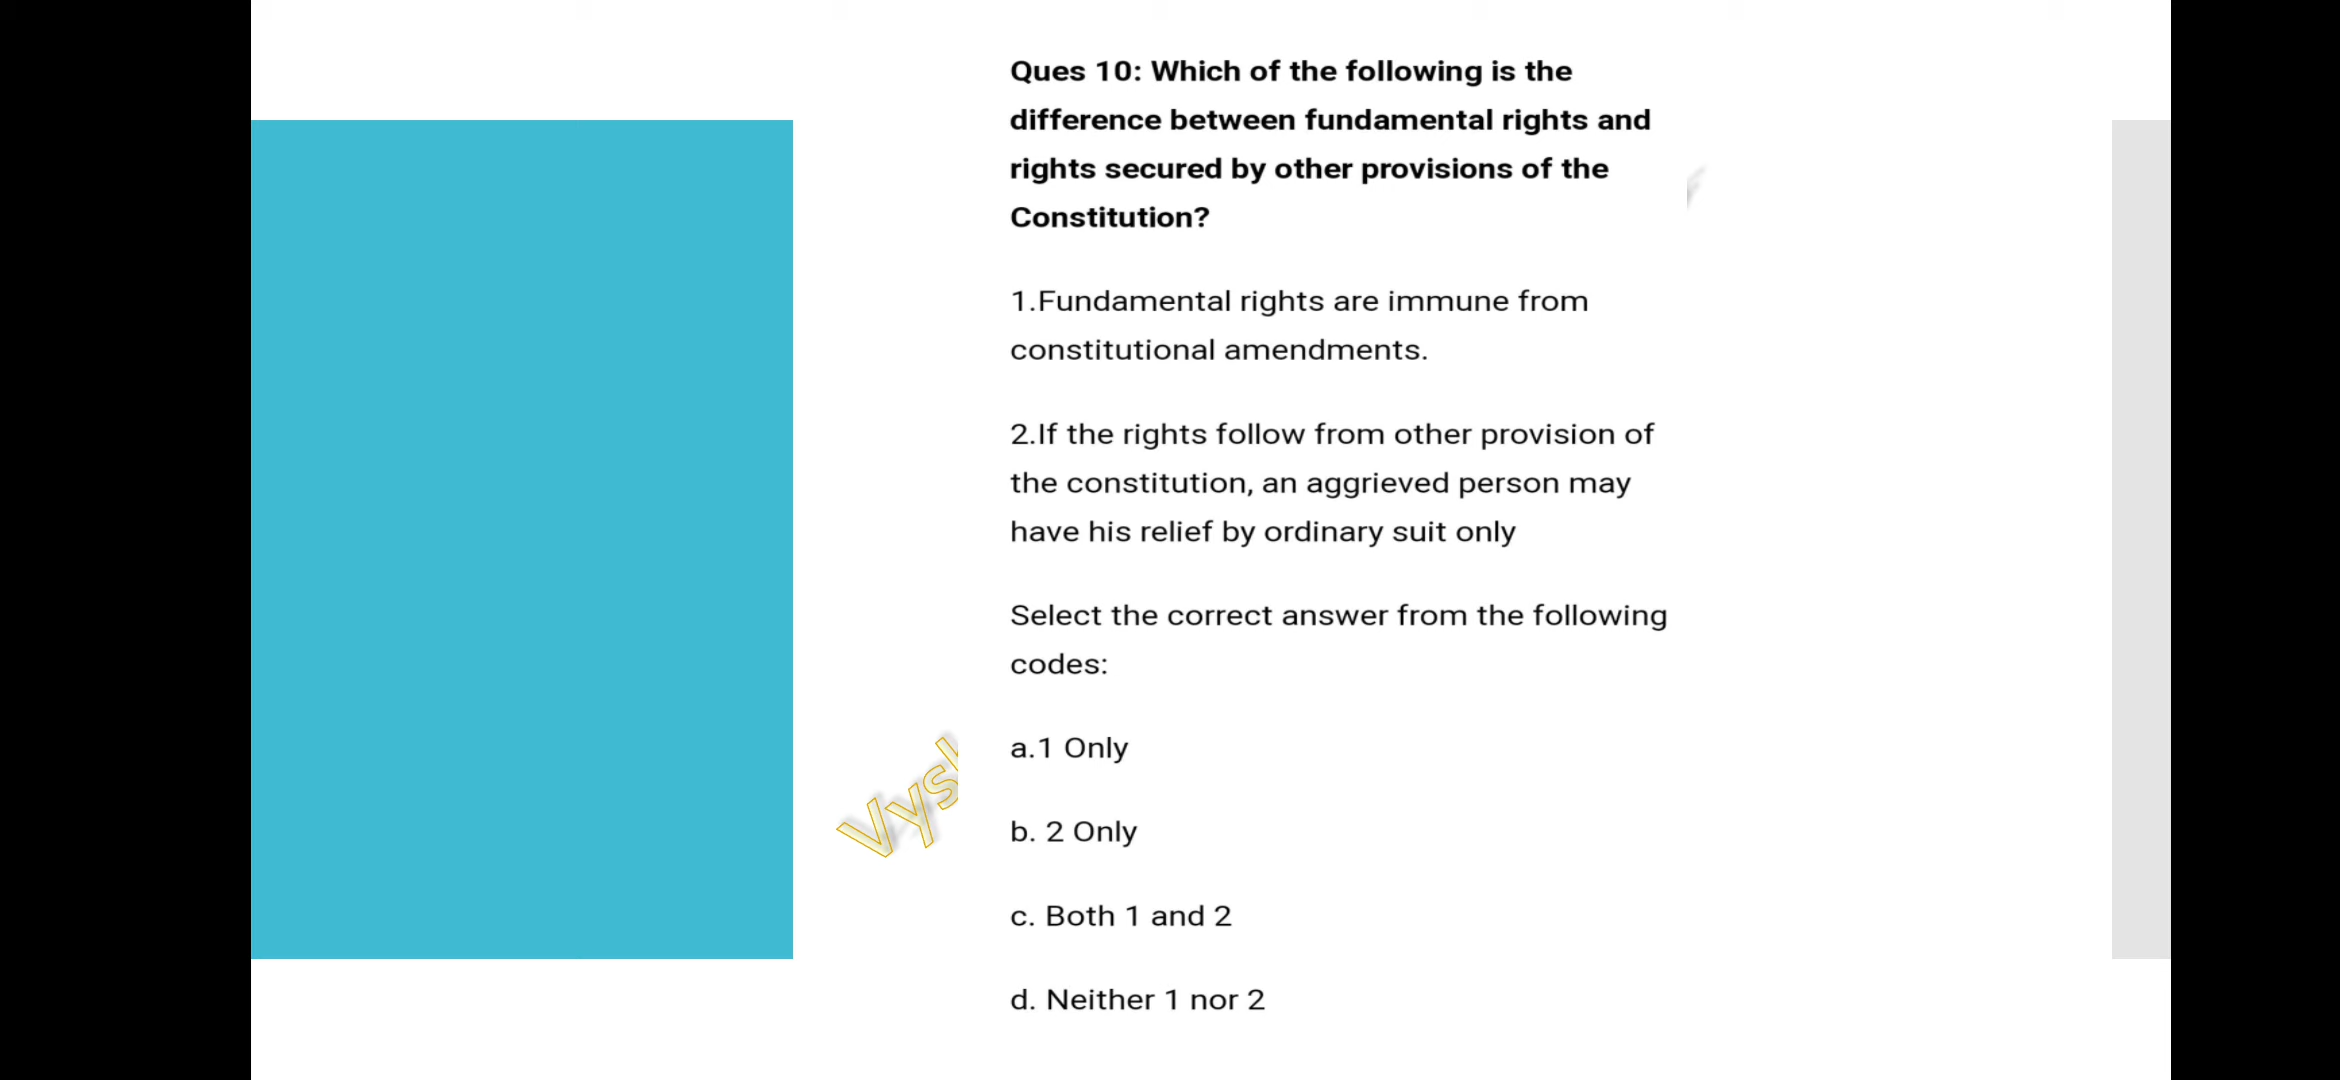 Ques 10: Which of the following is the
difference between fundamental rights and
rights secured by other provisions of the
Constitution?
1.Fundamental rights are immune from
constitutional amendments.
2.If the rights follow from other provision of
the constitution, an aggrieved person may
have his relief by ordinary suit only
Select the correct answer from the following
codes:
a.1 Only
b. 2 Only
c. Both 1 and 2
d. Neither 1 nor 2